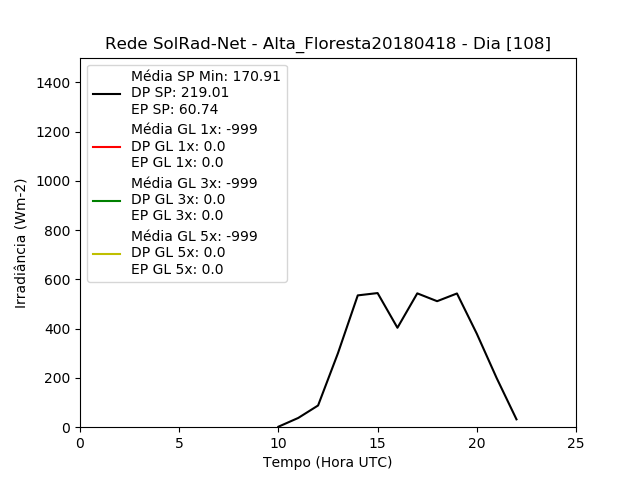 Rede SolRad-Net - Alta_Floresta20180418 - Dia [108]
Média SP Min: 170.91
DP SP: 219.01
EP SP: 60.74
Média GL 1x: -999
DP GL 1x: 0.0
EP GL 1x: 0.0
Média GL 3x: -999
DP GL 3x: 0.0
EP GL 3x: 0.0
Média GL 5x: -999
DP GL 5x: 0.0
EP GL 5x: 0.0
Irradiância (Wm-2)
1400
1200
1000
800
600
400
200
0
0 5 10 15 20 25
Tempo (Hora UTC)